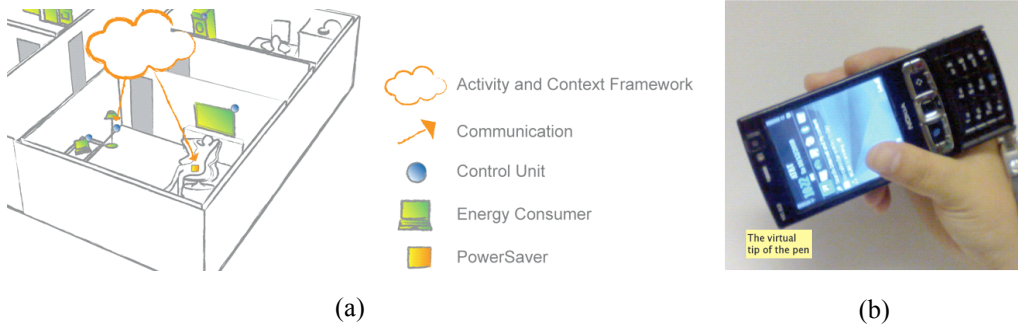 Activity and Context Framework
Communication
Control Unit
Energy Consumer
PowerSaver
NOKIA
The virtual
tip of the pen
(a)
(b)